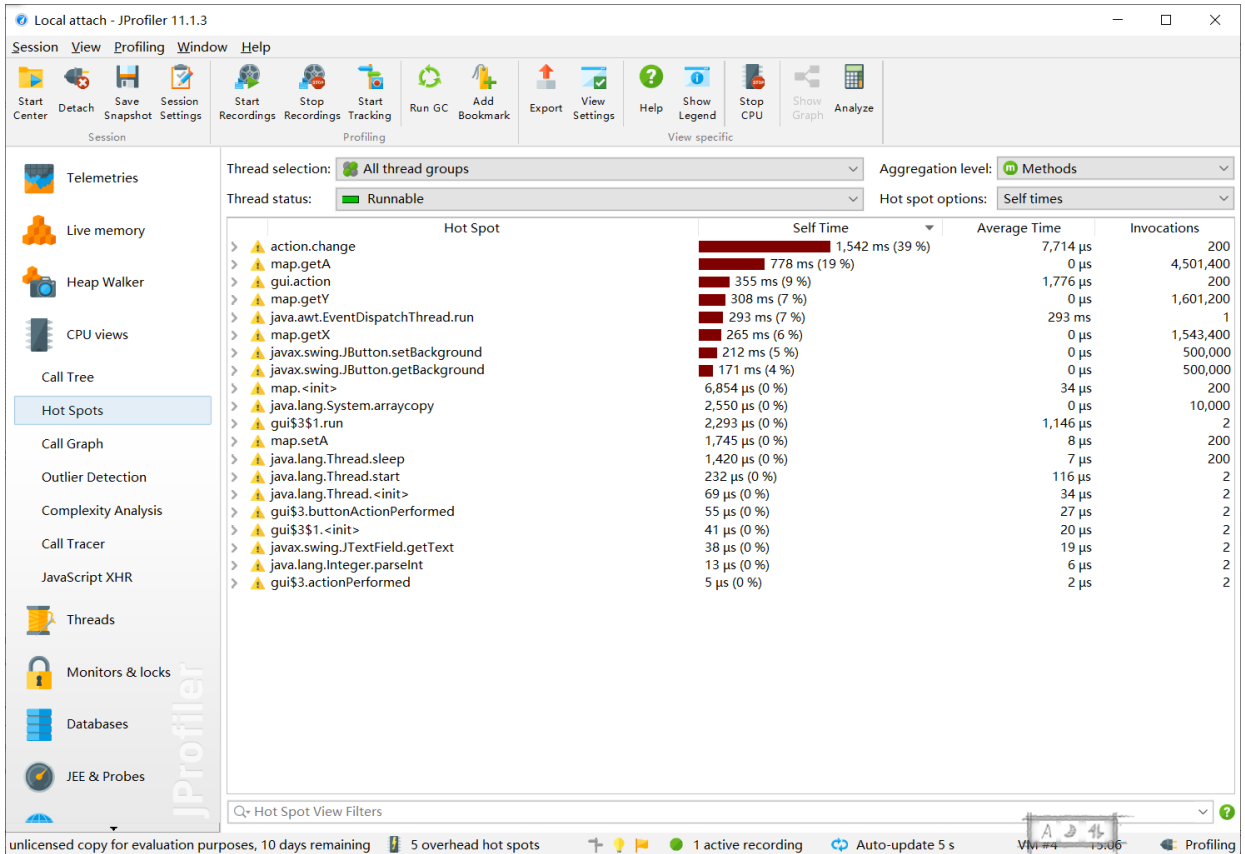 Local attach - JProfiler 11.1.3
Session View Profiling Window Help
Start Center Detach Save Snapshot Session Settings Start Recordings Stop Recordings Start Tracking Run GC Add Bookmark Export View Settings Help Show Legend Stop CPU Show Graph Analyze
Session Profiling View specific
Telemetries
Live memory
Heap Walker
CPU views
Call Tree
Hot Spots
Call Graph
Outlier Detection
Complexity Analysis
Call Tracer
JavaScript XHR
Threads
Monitors & locks
Databases
JEE & Probes
JProfiler
Thread selection: All thread groups Aggregation level: Methods
Thread status: Runnable Hot spot options: Self times
Hot Spot Self Time Average Time Invocations
action.change 1,542 ms (39 %) 7,714 µs 200
map.getA 778 ms (19 %) 0 µs 4,501,400
gui.action 355 ms (9 %) 1,776 µs 200
map.getY 308 ms (7 %) 0 µs 1,601,200
java.awt.EventDispatchThread.run 293 ms (7 %) 293 ms 1
map.getX 265 ms (6 %) 0 µs 1,543,400
javax.swing.JButton.setBackground 212 ms (5 %) 0 µs 500,000
javax.swing.JButton.getBackground 171 ms (4 %) 0 µs 500,000
map.<init> 6,854 µs (0 %) 34 µs 200
java.lang.System.arraycopy 2,550 µs (0 %) 0 µs 10,000
gui$3$1.run 2,293 µs (0 %) 1,146 µs 2
map.setA 1,745 µs (0 %) 8 µs 200
java.lang.Thread.sleep 1,420 µs (0 %) 7 µs 200
java.lang.Thread.start 232 µs (0 %) 116 µs 2
java.lang.Thread.<init> 69 µs (0 %) 34 µs 2
gui$3.buttonActionPerformed 55 µs (0 %) 27 µs 2
gui$3$1.<init> 41 µs (0 %) 20 µs 2
javax.swing.JTextField.getText 38 µs (0 %) 19 µs 2
java.lang.Integer.parseInt 13 µs (0 %) 6 µs 2
gui$3.actionPerformed 5 µs (0 %) 2 µs 2
Hot Spot View Filters
unlicensed copy for evaluation purposes, 10 days remaining 5 overhead hot spots 1 active recording Auto-update 5 s VM #4 15:06 Profiling